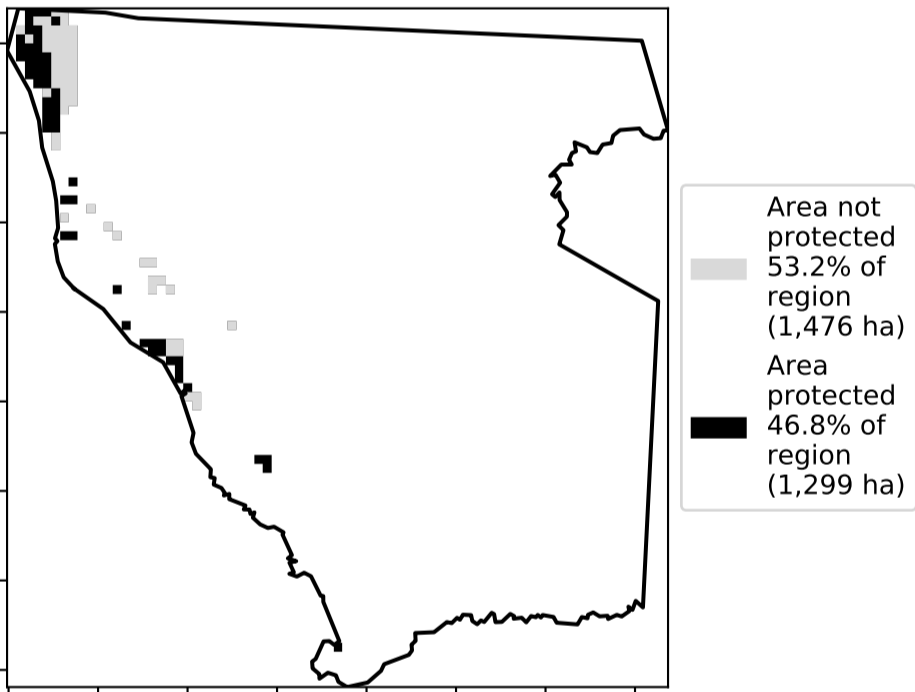 Area not
protected
53.2% of
region
(1,476 ha)
Area
protected
46.8% of
region
(1,299 ha)